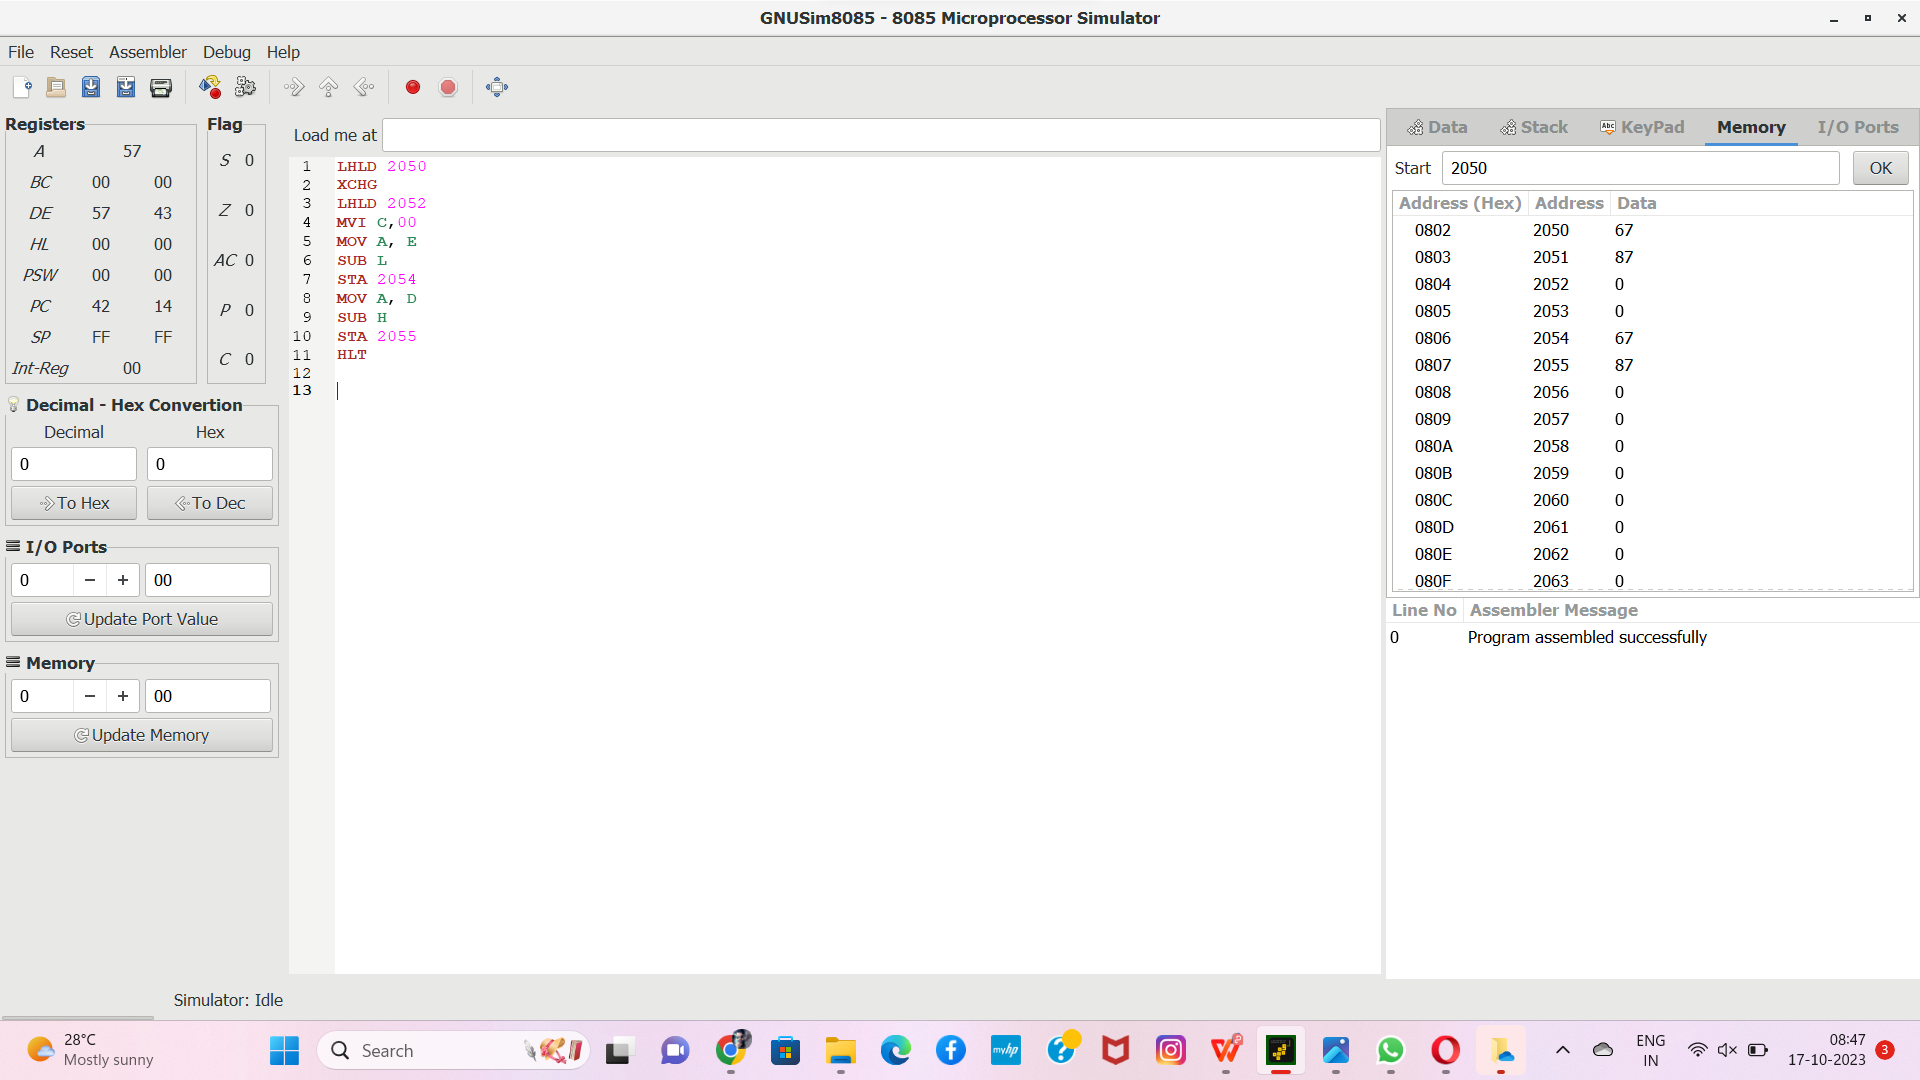 GNUSim8085 - 8085 Microprocessor Simulator
File Reset Assembler Debug Help
Registers
A 57
BC 00 00
DE 57 43
HL 00 00
PSW 00 00
PC 42 14
SP FF FF
Int-Reg 00
Flag
S 0
Z 0
AC 0
P 0
C 0
Decimal - Hex Convertion
Decimal Hex
0 0
To Hex To Dec
I/O Ports
0 − + 00
Update Port Value
Memory
0 − + 00
Update Memory
Load me at
1 LHLD 2050
2 XCHG
3 LHLD 2052
4 MVI C,00
5 MOV A, E
6 SUB L
7 STA 2054
8 MOV A, D
9 SUB H
10 STA 2055
11 HLT
12
13
Data Stack Abc KeyPad Memory I/O Ports
Start 2050 OK
Address (Hex) Address Data
0802 2050 67
0803 2051 87
0804 2052 0
0805 2053 0
0806 2054 67
0807 2055 87
0808 2056 0
0809 2057 0
080A 2058 0
080B 2059 0
080C 2060 0
080D 2061 0
080E 2062 0
080F 2063 0
Line No Assembler Message
0 Program assembled successfully
Simulator: Idle
28°C
Mostly sunny
Search
myhp
ENG
IN
08:47
17-10-2023
3